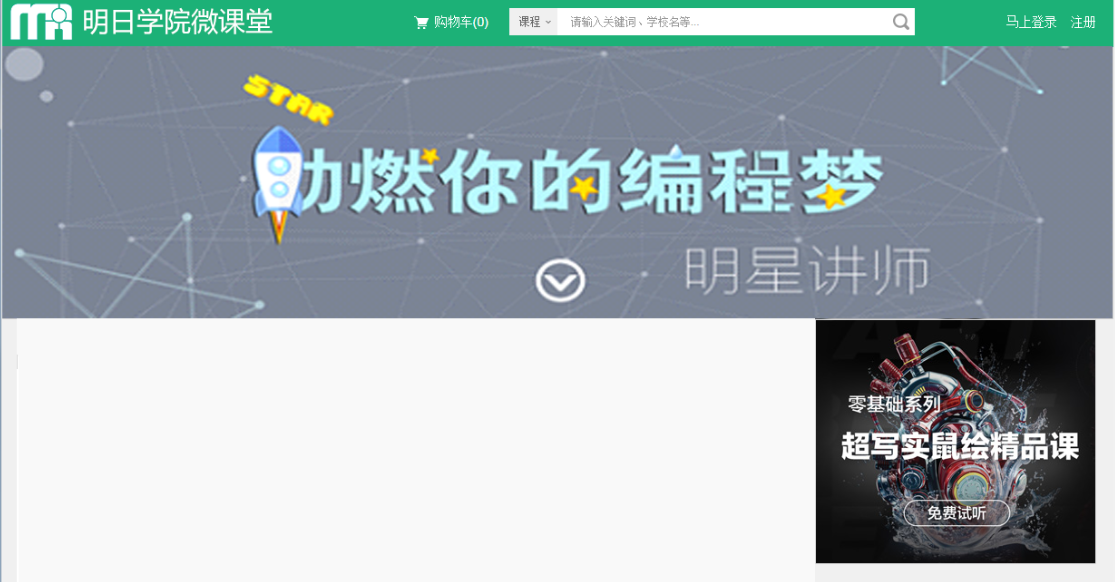 明日学院微课堂
购物车(0)
课程
请输入关键词、学校名等...
马上登录 注册
STAR
燃你的编程梦
明星讲师
零基础系列
超写实鼠绘精品课
免费试听